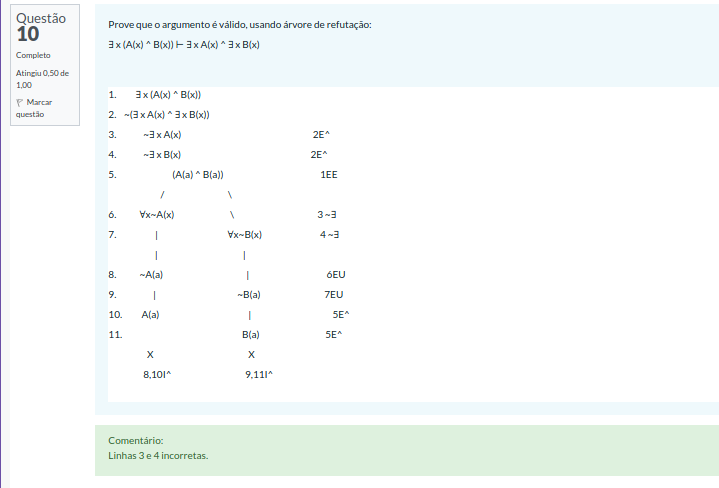 Questão
10
Completo
Atingiu 0,50 de
1,00
Marcar
questão
Prove que o argumento é válido, usando árvore de refutação:
∃ x (A(x) ^ B(x)) ⊢ ∃ x A(x) ^ ∃ x B(x)
1. ∃ x (A(x) ^ B(x))
2. ~(∃ x A(x) ^ ∃ x B(x))
3. ~∃ x A(x) 2E^
4. ~∃ x B(x) 2E^
5. (A(a) ^ B(a)) 1EE
/ \
6. ∀x~A(x) \ 3 ~∃
7. | ∀x~B(x) 4 ~∃
| |
8. ~A(a) | 6EU
9. | ~B(a) 7EU
10. A(a) | 5E^
11. B(a) 5E^
X X
8,10I^ 9,11I^
Comentário:
Linhas 3 e 4 incorretas.